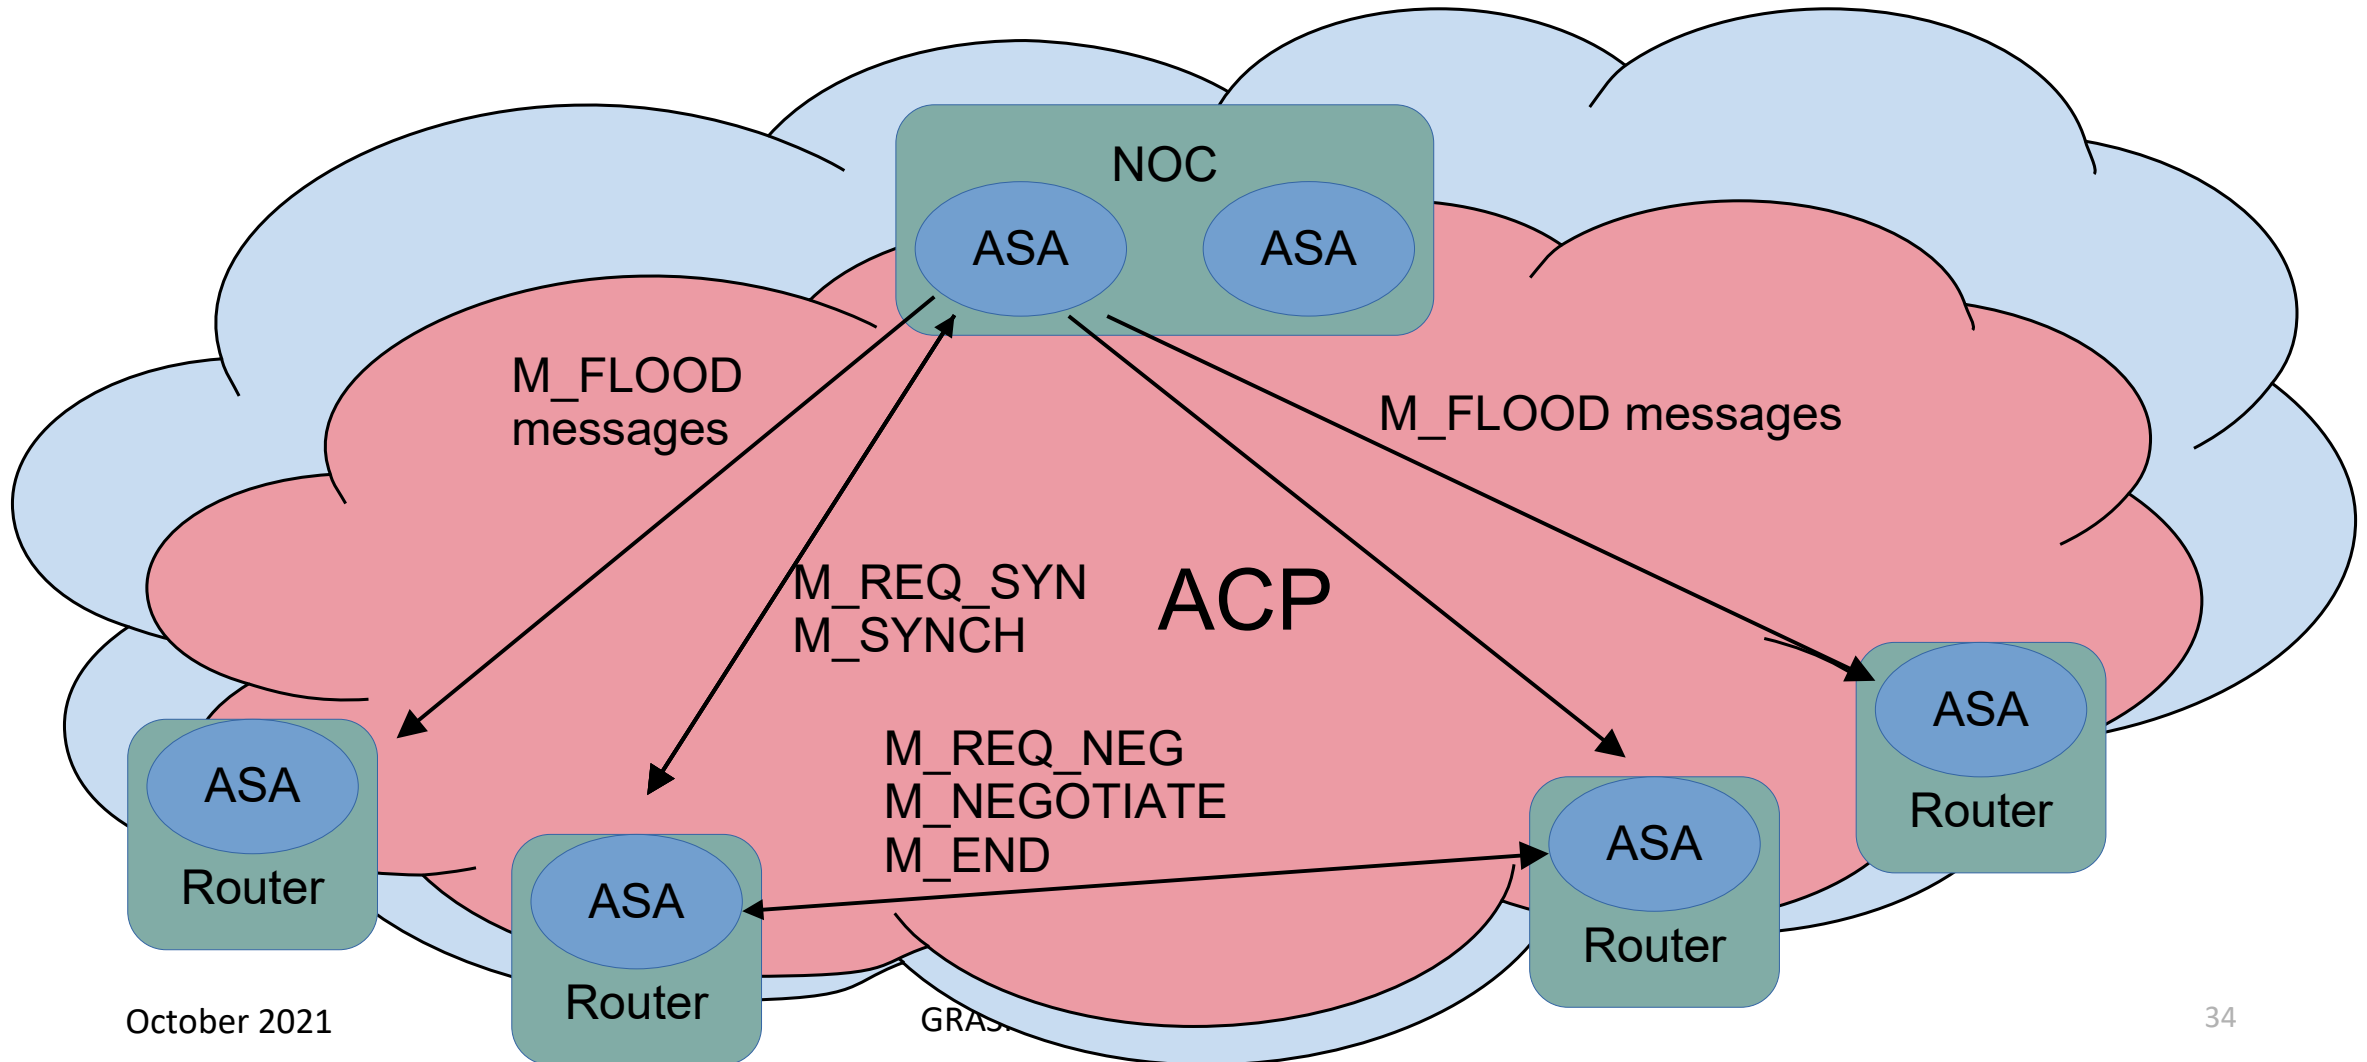 NOC
ASA
ASA
M_FLOOD
messages
M_FLOOD messages
M_REQ_SYN
M_SYNCH
ACP
M_REQ_NEG
M_NEGOTIATE
M_END
ASA
Router
ASA
Router
ASA
Router
ASA
Router
October 2021
34